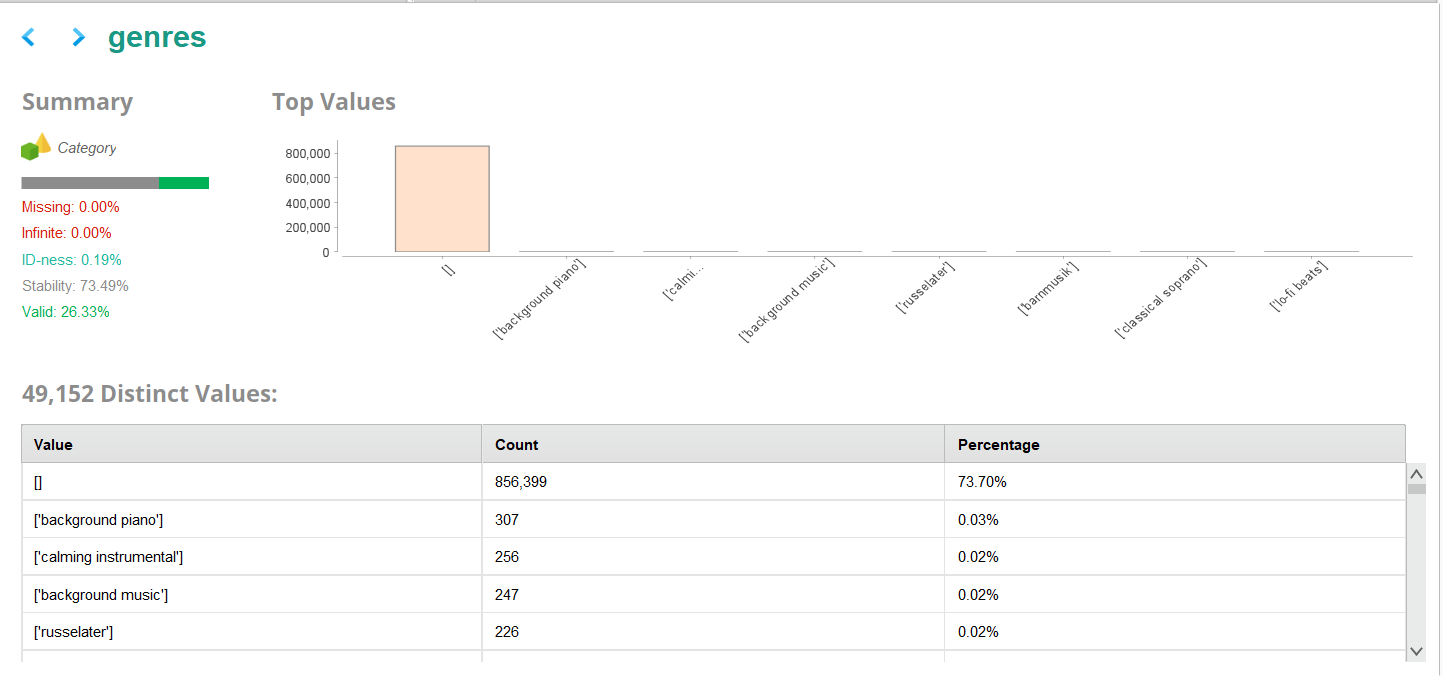 genres
Summary
Top Values
Category
Missing: 0.00%
Infinite: 0.00%
ID-ness: 0.19%
Stability: 73.49%
Valid: 26.33%
800,000
600,000
400,000
200,000
0
[]
['background piano']
['calmi...
['background music']
['russelater']
['barnmusik']
['classical soprano']
['lo-fi beats']
49,152 Distinct Values:
Value Count Percentage
[] 856,399 73.70%
['background piano'] 307 0.03%
['calming instrumental'] 256 0.02%
['background music'] 247 0.02%
['russelater'] 226 0.02%